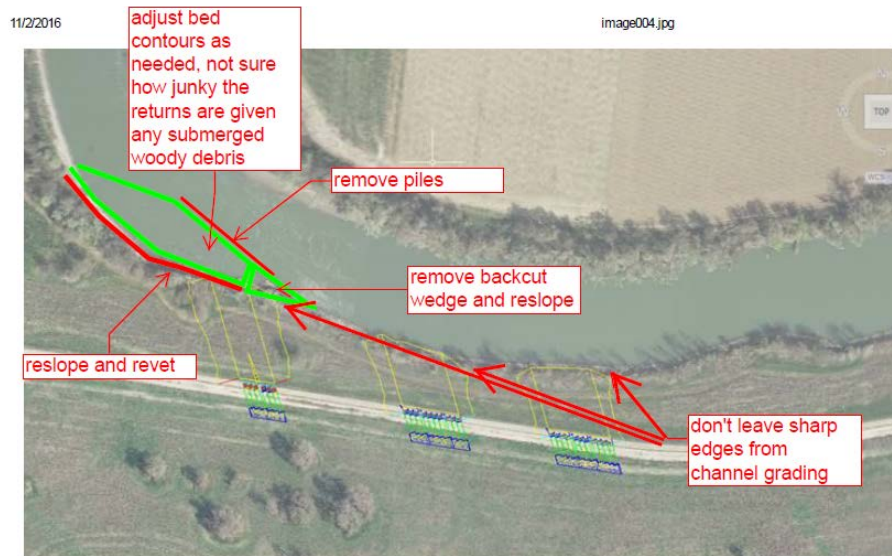 11/2/2016
image004.jpg
adjust bed
contours as
needed, not sure
how junky the
returns are given
any submerged
woody debris
remove piles
TOP
WCS
remove backcut
wedge and reslope
reslope and revet
don't leave sharp
edges from
channel grading